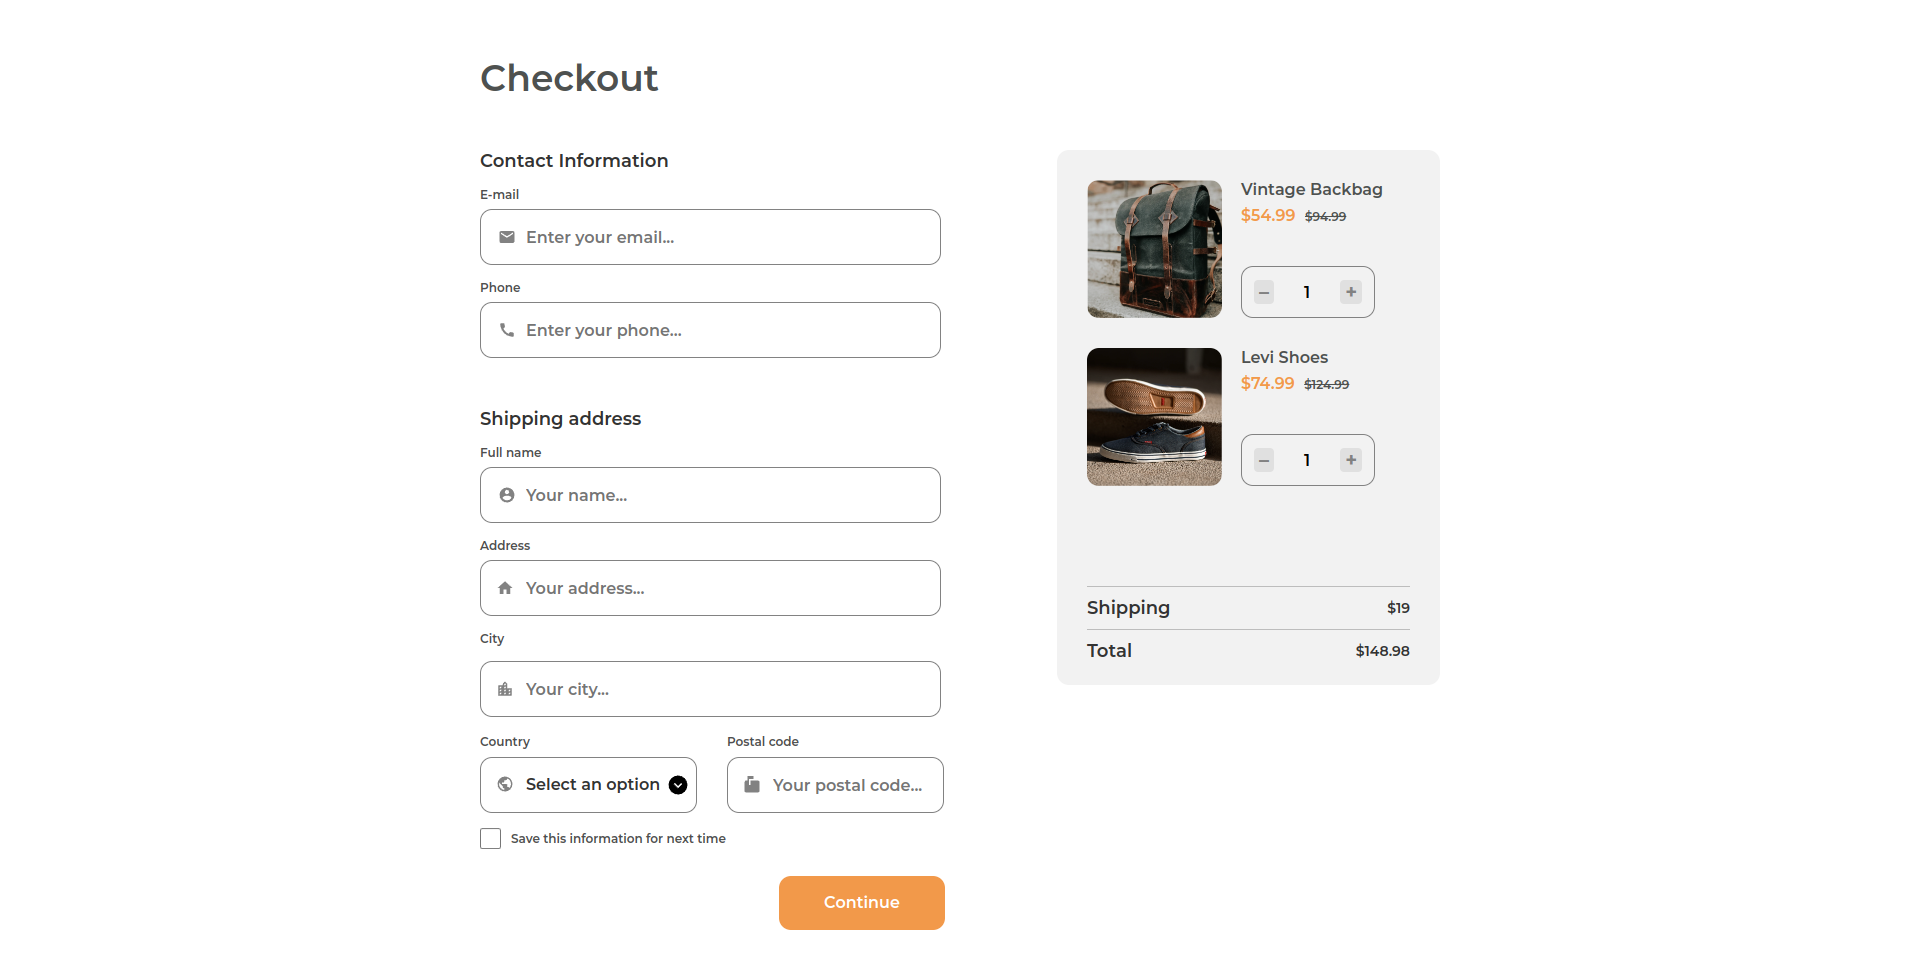 Checkout
Contact Information
E-mail
Enter your email...
Phone
Enter your phone...
Shipping address
Full name
Your name...
Address
Your address...
City
Your city...
Country
Postal code
Select an option
Your postal code...
Save this information for next time
Continue
Vintage Backbag
$54.99 $94.99
– 1 +
Levi Shoes
$74.99 $124.99
– 1 +
Shipping $19
Total $148.98